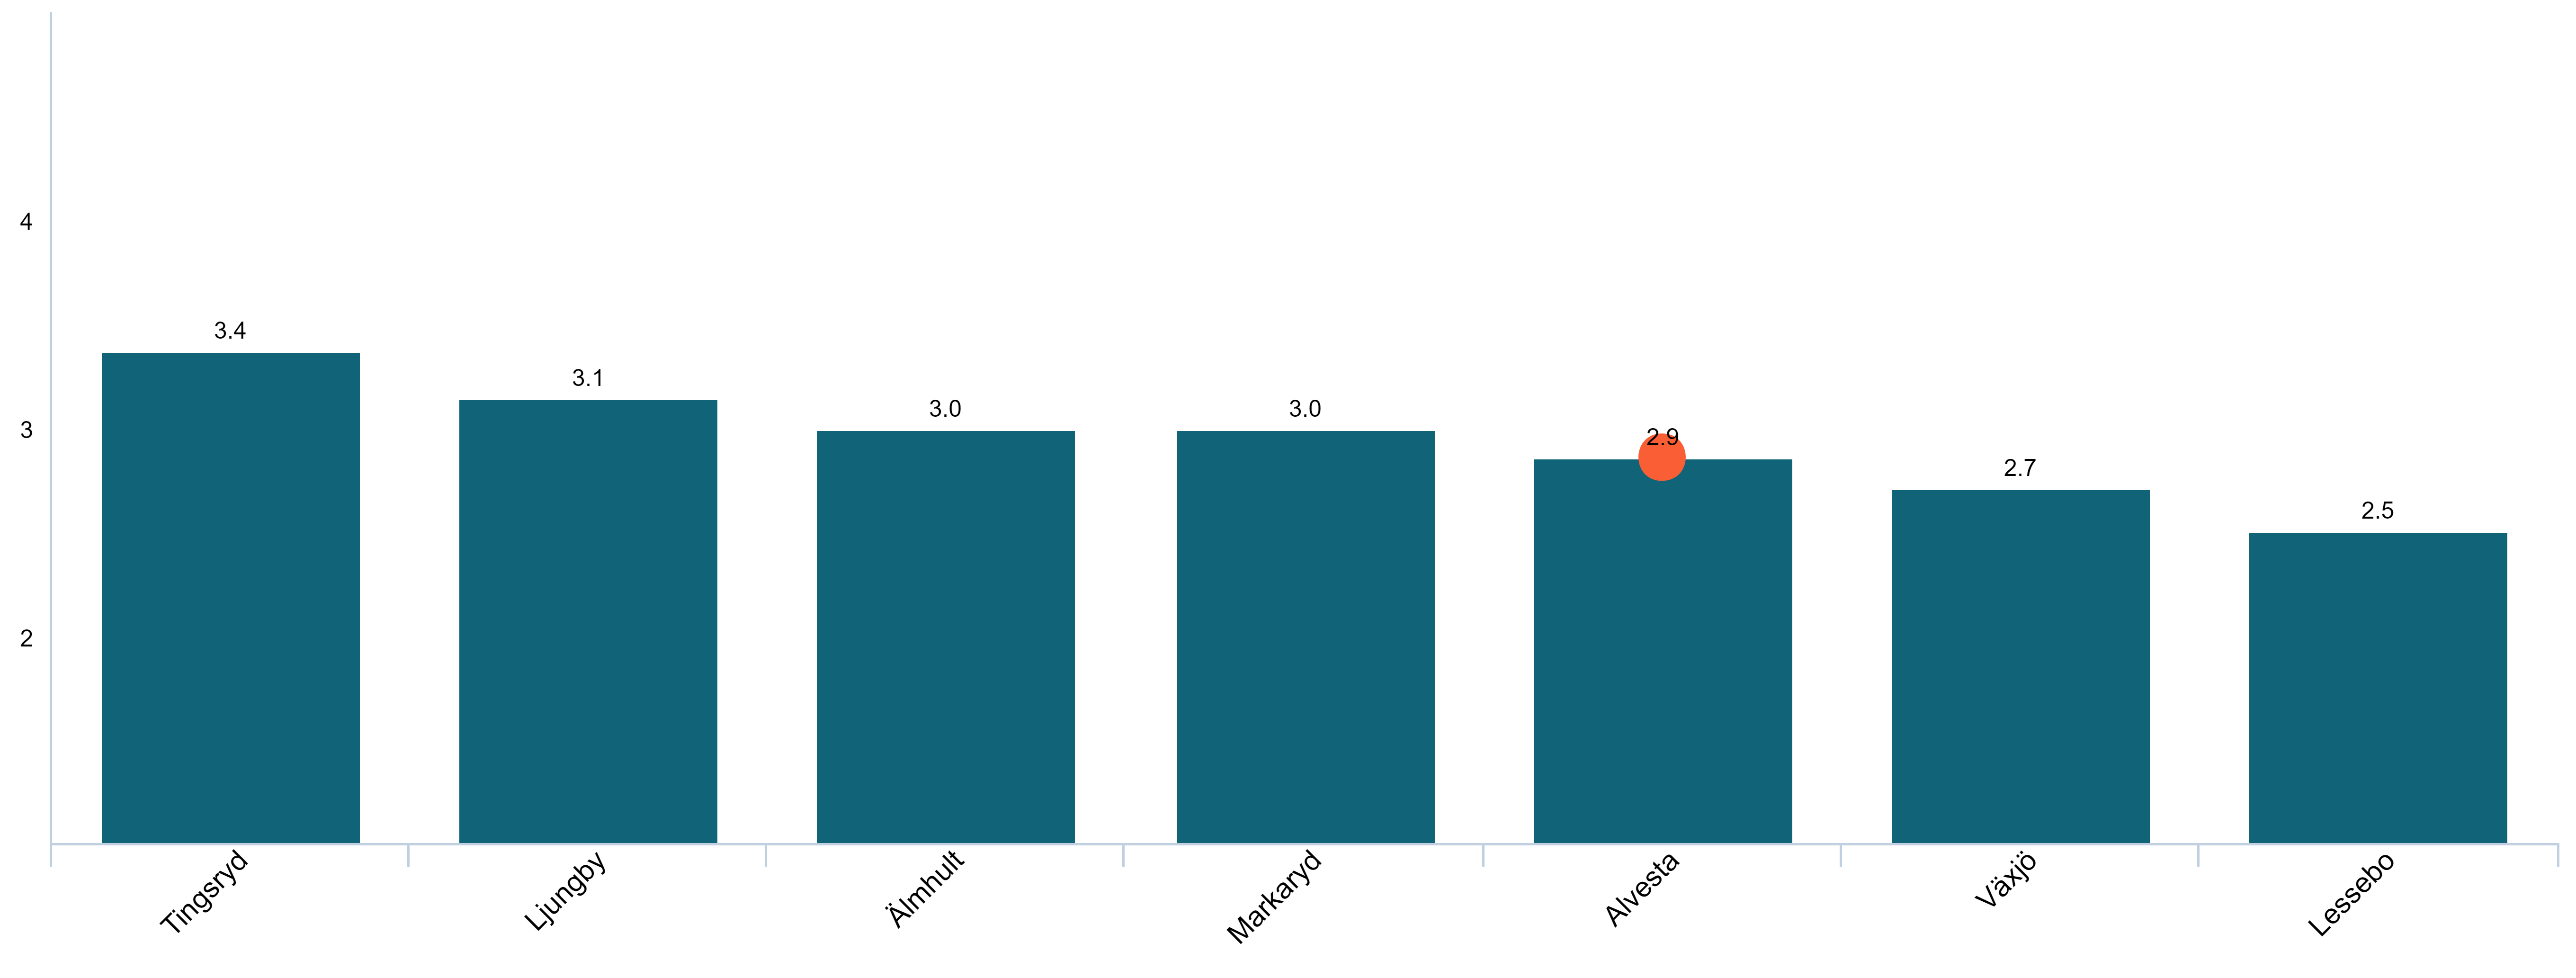 4
3
2
3.4
3.1
3.0
3.0
2.9
2.7
2.5
Tingsryd
Ljungby
Älmhult
Markaryd
Alvesta
Växjö
Lessebo